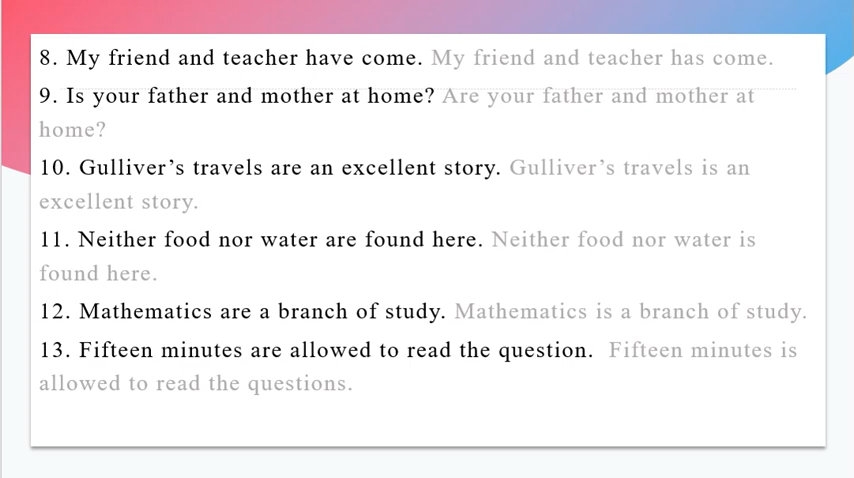 8. My friend and teacher have come. My friend and teacher has come.
9. Is your father and mother at home? Are your father and mother at
home?
10. Gulliver’s travels are an excellent story. Gulliver’s travels is an
excellent story.
11. Neither food nor water are found here. Neither food nor water is
found here.
12. Mathematics are a branch of study. Mathematics is a branch of study.
13. Fifteen minutes are allowed to read the question. Fifteen minutes is
allowed to read the questions.